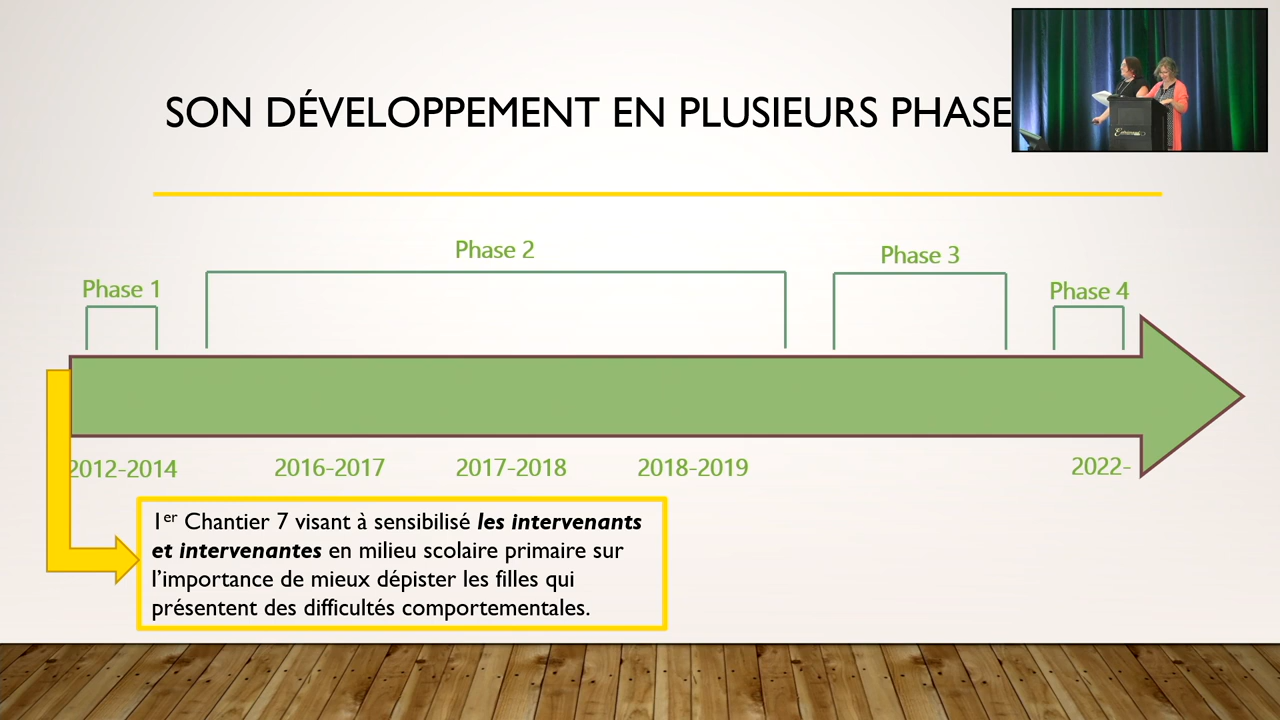 SON DÉVELOPPEMENT EN PLUSIEURS PHASE
Phase 1
Phase 2
Phase 3
Phase 4
2012-2014
2016-2017
2017-2018
2018-2019
2022-
1er Chantier 7 visant à sensibilisé les intervenants
et intervenantes en milieu scolaire primaire sur
l’importance de mieux dépister les filles qui
présentent des difficultés comportementales.